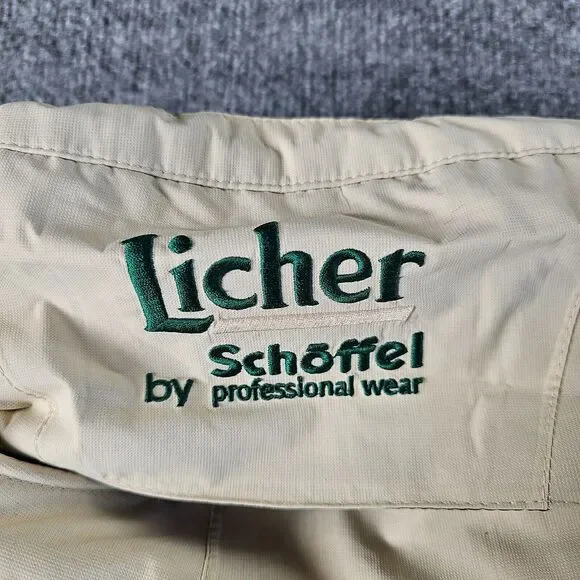 Licher
Schöffel
by professional wear